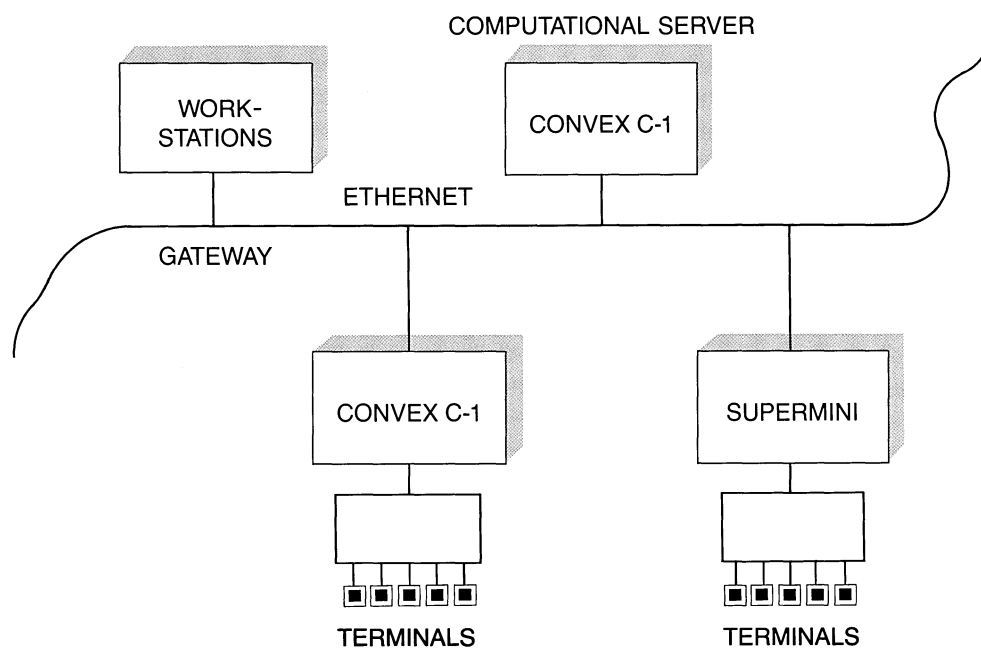 COMPUTATIONAL SERVER
WORK-
STATIONS
CONVEX C-1
ETHERNET
GATEWAY
CONVEX C-1
SUPERMINI
TERMINALS
TERMINALS